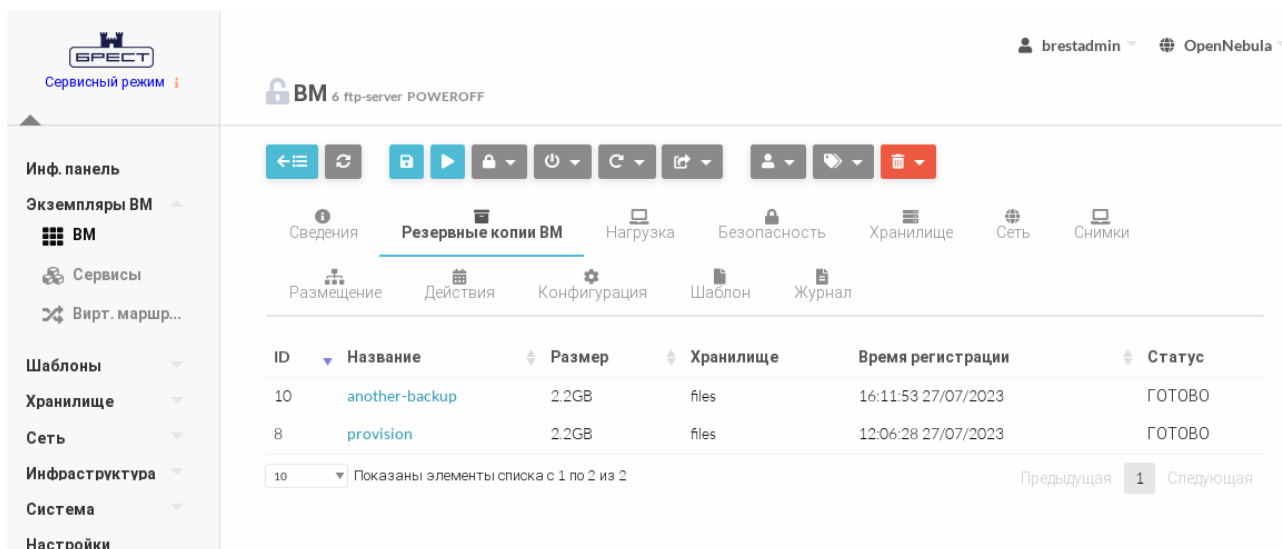 БРЕСТ
Сервисный режим i
brestadmin OpenNebula
ВМ 6 ftp-server POWEROFF
Инф. панель
Экземпляры ВМ
ВМ
Сервисы
Вирт. маршр...
Шаблоны
Хранилище
Сеть
Инфраструктура
Система
Настройки
Сведения Резервные копии ВМ Нагрузка Безопасность Хранилище Сеть Снимки
Размещение Действия Конфигурация Шаблон Журнал
ID Название Размер Хранилище Время регистрации Статус
10 another-backup 2.2GB files 16:11:53 27/07/2023 ГОТОВО
8 provision 2.2GB files 12:06:28 27/07/2023 ГОТОВО
10 Показаны элементы списка с 1 по 2 из 2 Предыдущая 1 Следующая